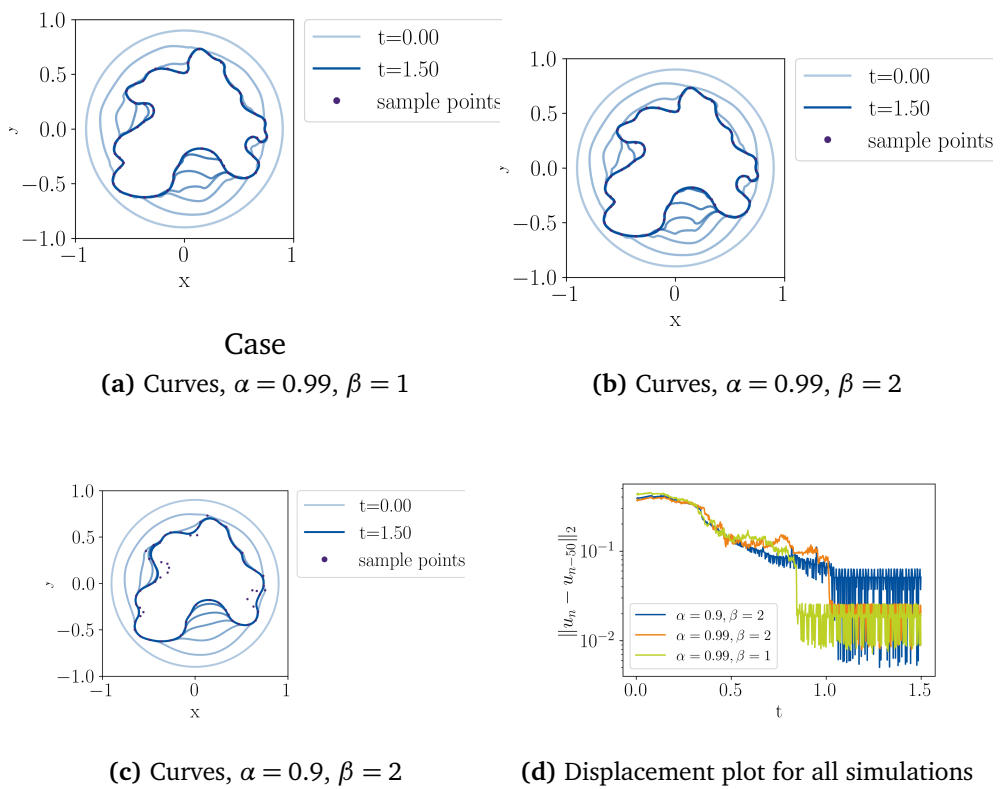 1.0
0.5
0.0
−0.5
−1.0
y
−1
0
1
x
t=0.00
t=1.50
sample points
Case
(a) Curves, α = 0.99, β = 1
1.0
0.5
0.0
−0.5
−1.0
y
−1
0
1
x
t=0.00
t=1.50
sample points
(b) Curves, α = 0.99, β = 2
1.0
0.5
0.0
−0.5
−1.0
y
−1
0
1
x
t=0.00
t=1.50
sample points
(c) Curves, α = 0.9, β = 2
||u_n − u_{n−50}||_2
10^{−1}
10^{−2}
α = 0.9, β = 2
α = 0.99, β = 2
α = 0.99, β = 1
0.0
0.5
1.0
1.5
t
(d) Displacement plot for all simulations